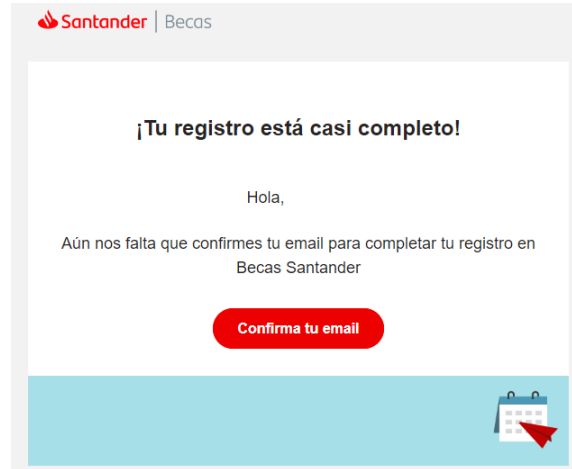 Santander | Becas
¡Tu registro está casi completo!
Hola,
Aún nos falta que confirmes tu email para completar tu registro en
Becas Santander
Confirma tu email